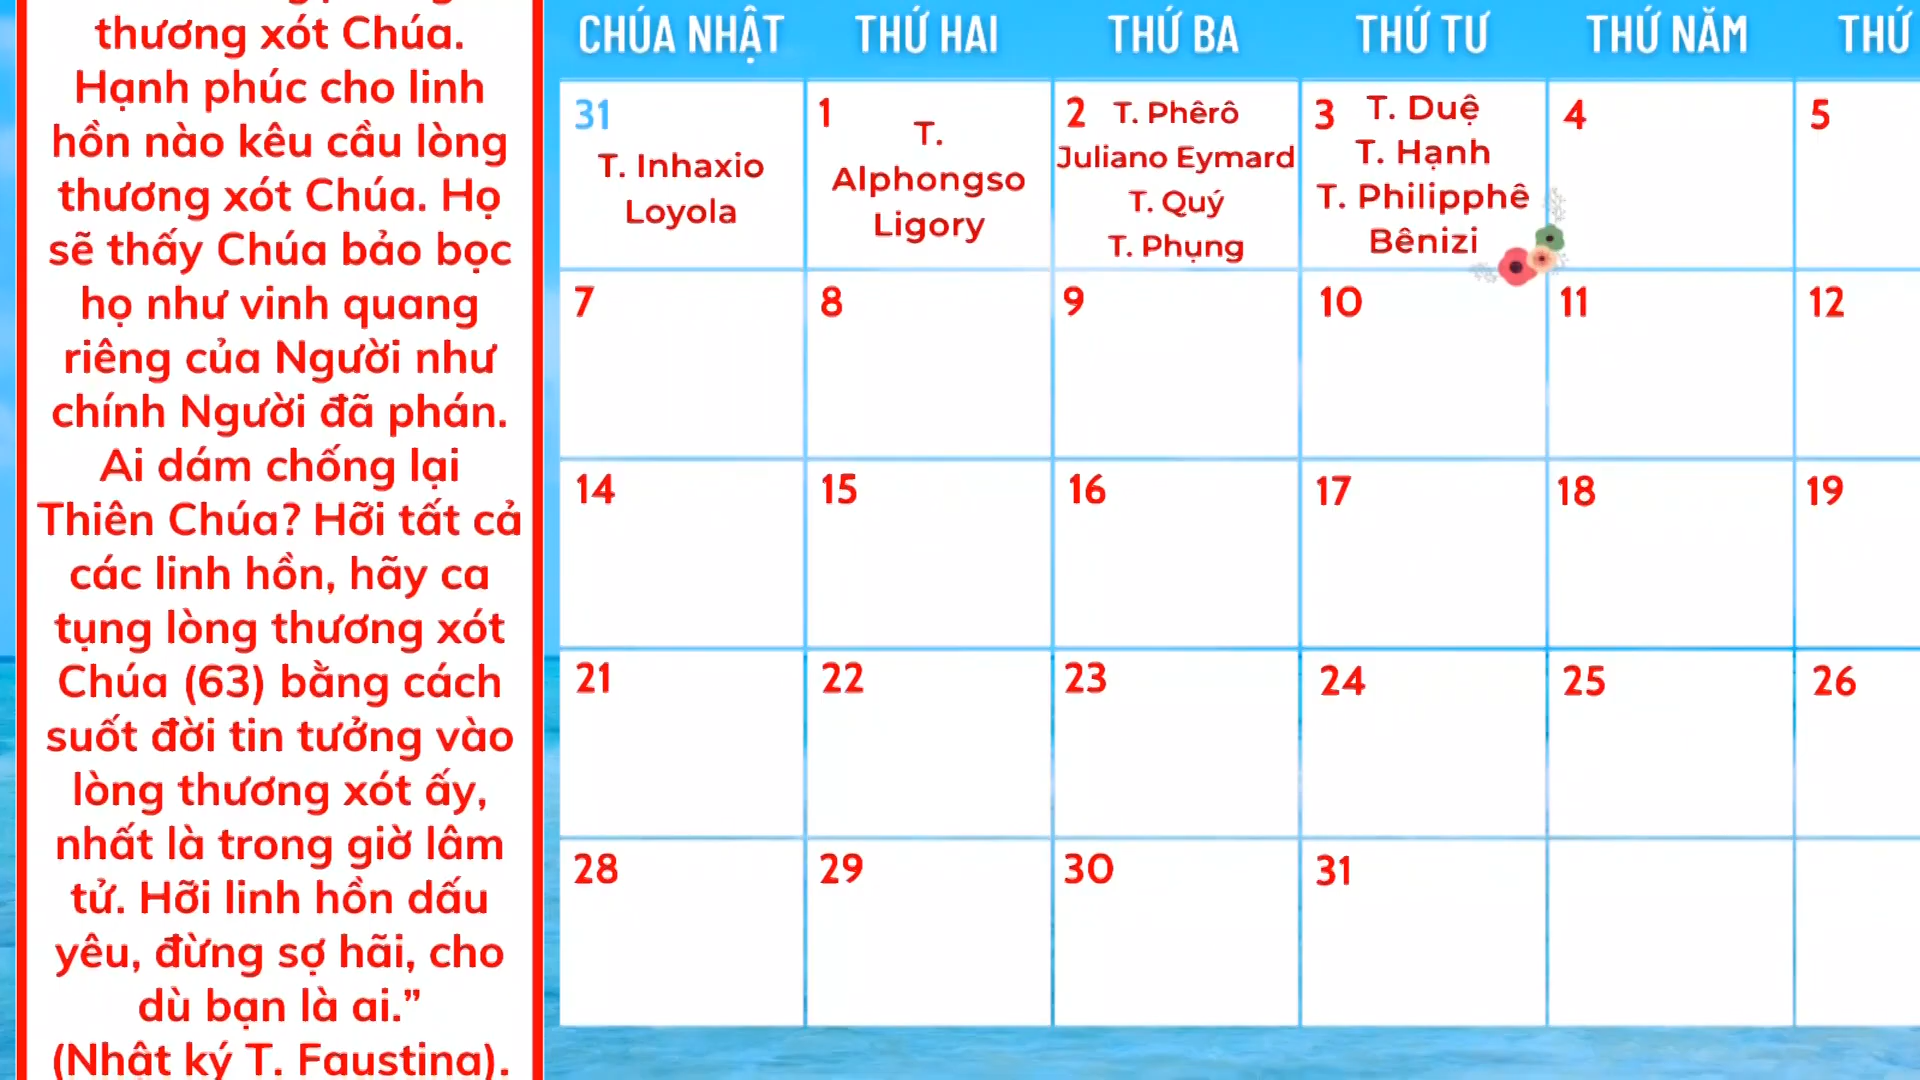 thương xót Chúa.
Hạnh phúc cho linh
hồn nào kêu cầu lòng
thương xót Chúa. Họ
sẽ thấy Chúa bảo bọc
họ như vinh quang
riêng của Người như
chính Người đã phán.
Ai dám chống lại
Thiên Chúa? Hỡi tất cả
các linh hồn, hãy ca
tụng lòng thương xót
Chúa (63) bằng cách
suốt đời tin tưởng vào
lòng thương xót ấy,
nhất là trong giờ lâm
tử. Hỡi linh hồn dấu
yêu, đừng sợ hãi, cho
dù bạn là ai.”
(Nhật ký T. Faustina).
CHÚA NHẬT THỨ HAI THỨ BA THỨ TƯ THỨ NĂM THỨ
31
T. Inhaxio
Loyola
1
T.
Alphongso
Ligory
2 T. Phêrô
Juliano Eymard
T. Quý
T. Phụng
3 T. Duệ
T. Hạnh
T. Philipphê
Bênizi
4
5
7 8 9 10 11 12
14 15 16 17 18 19
21 22 23 24 25 26
28 29 30 31